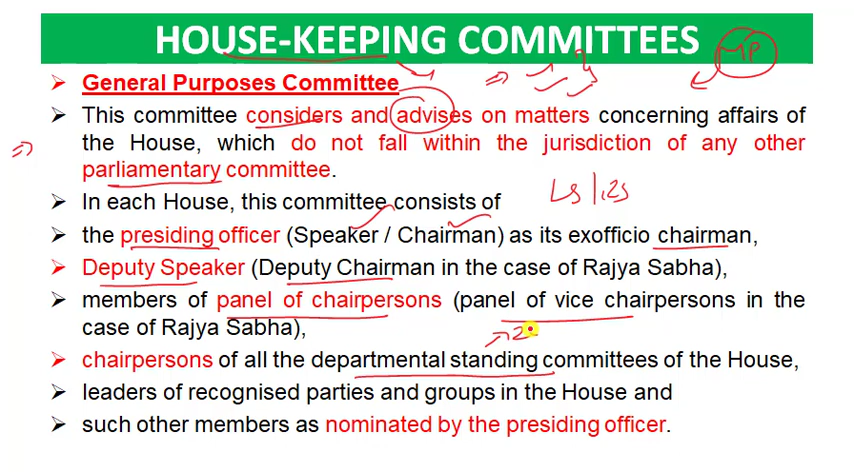 HOUSE-KEEPING COMMITTEES
MP
➢ General Purposes Committee
➢ This committee considers and advises on matters concerning affairs of
the House, which do not fall within the jurisdiction of any other
parliamentary committee.
➢ In each House, this committee consists of
LS/RS
➢ the presiding officer (Speaker / Chairman) as its exofficio chairman,
➢ Deputy Speaker (Deputy Chairman in the case of Rajya Sabha),
➢ members of panel of chairpersons (panel of vice chairpersons in the
case of Rajya Sabha),
➢ chairpersons of all the departmental standing committees of the House,
➢ leaders of recognised parties and groups in the House and
➢ such other members as nominated by the presiding officer.